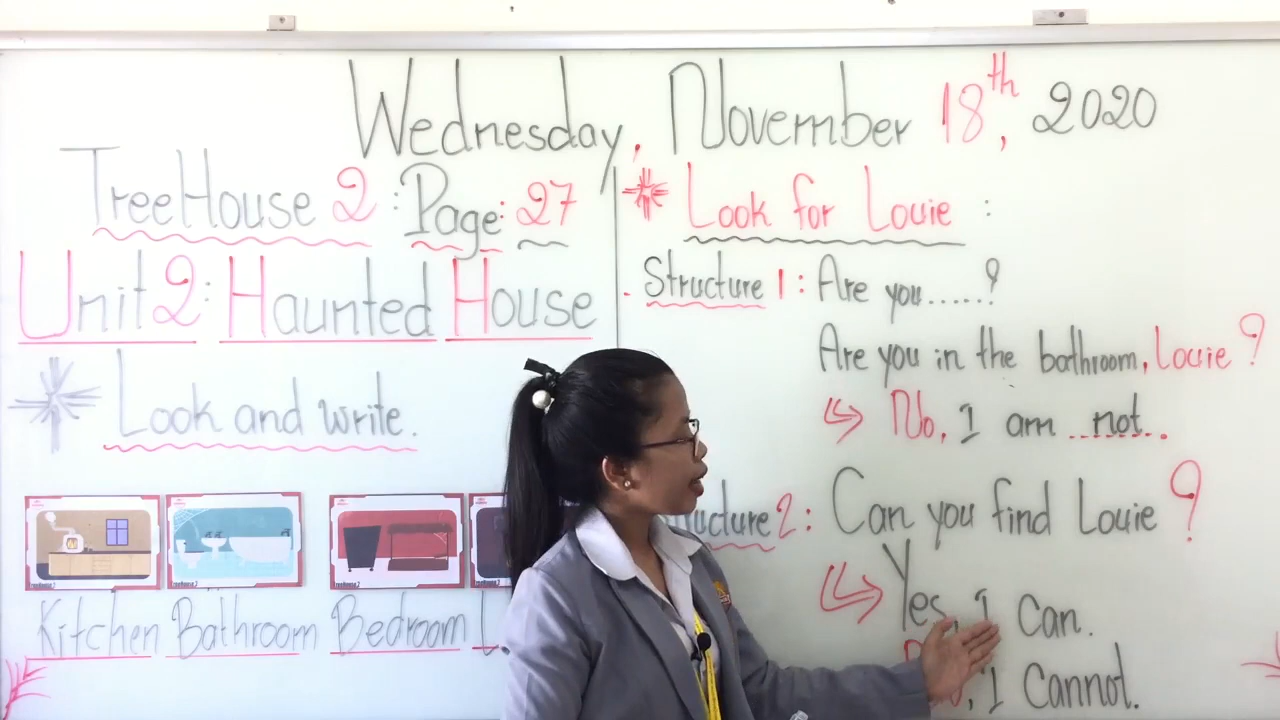 Wednesday, November 18th, 2020
TreeHouse 2 : Page: 27
Unit 2: Haunted House
Look and write.
Kitchen Bathroom Bedroom L
* Look for Louie :
Structure 1: Are you......?
Are you in the bathroom, Louie?
No, I am not.
ucture 2: Can you find Louie?
Yes, I Can.
, I Cannot.